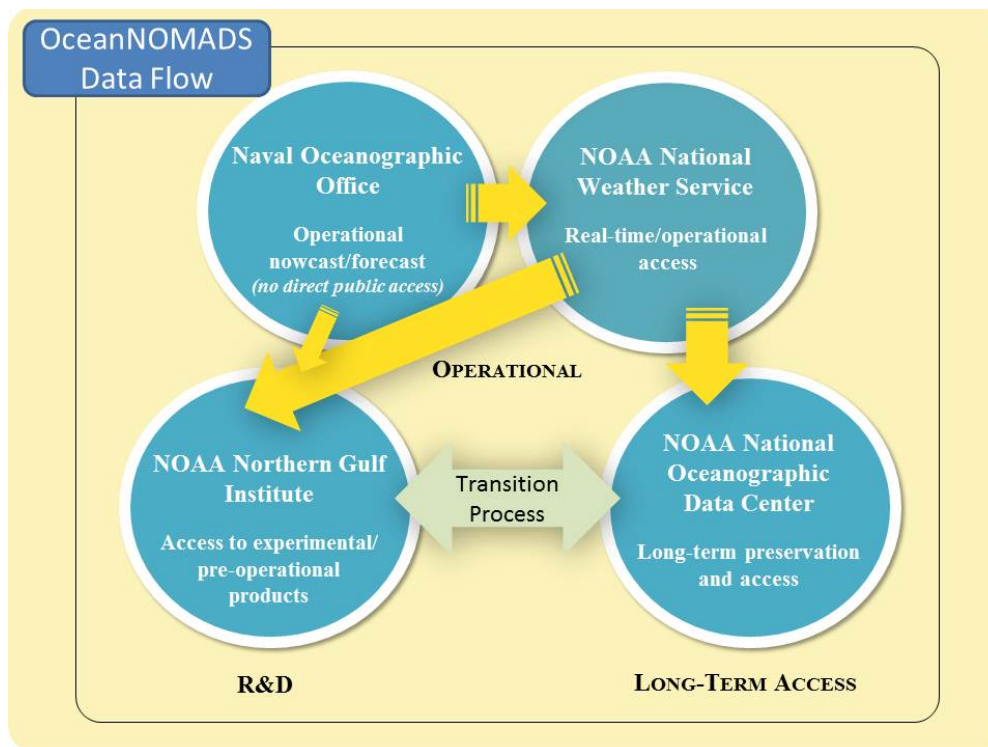 OceanNOMADS
Data Flow
Naval Oceanographic
Office
Operational
nowcast/forecast
(no direct public access)
NOAA National
Weather Service
Real-time/operational
access
OPERATIONAL
NOAA Northern Gulf
Institute
Access to experimental/
pre-operational
products
Transition
Process
NOAA National
Oceanographic
Data Center
Long-term preservation
and access
R&D
LONG-TERM ACCESS